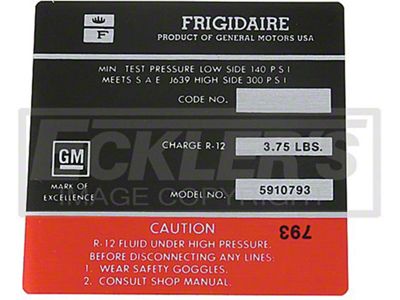 FRIGIDAIRE
F
PRODUCT OF GENERAL MOTORS USA
MIN. TEST PRESSURE LOW SIDE 140 P S I
MEETS S A E J639 HIGH SIDE 300 P S I
CODE NO.
ECKLER'S
IMAGE COPYRIGHT
CHARGE R-12 3.75 LBS.
GM
MARK OF
EXCELLENCE
MODEL NO. 5910793
CAUTION
793
R-12 FLUID UNDER HIGH PRESSURE.
BEFORE DISCONNECTING ANY LINES:
1. WEAR SAFETY GOGGLES.
2. CONSULT SHOP MANUAL.